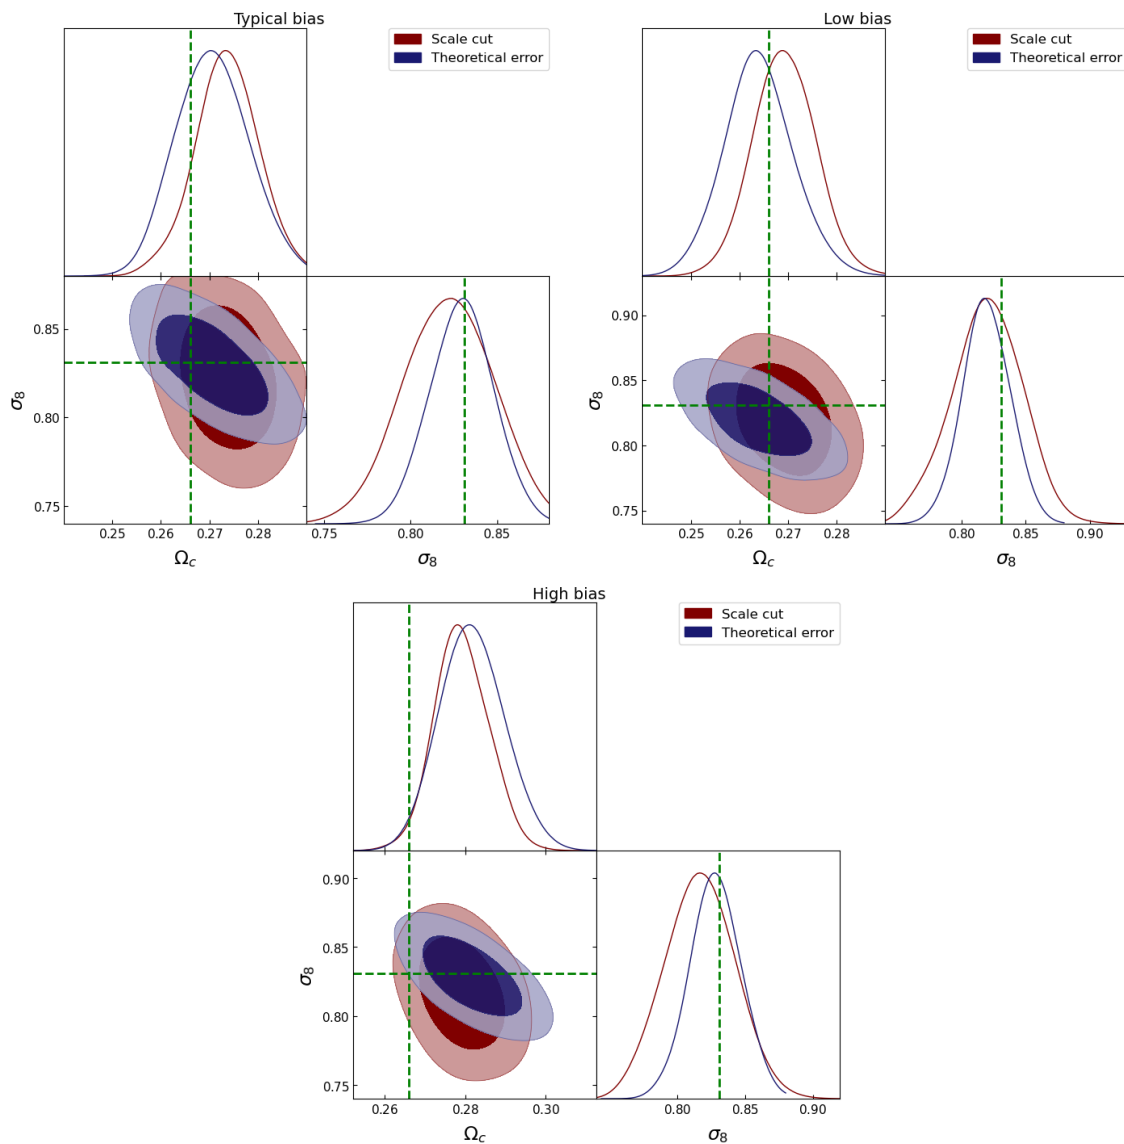 Typical bias
Scale cut
Theoretical error
0.85
0.80
0.75
σ8
0.25 0.26 0.27 0.28
Ωc
0.75 0.80 0.85
σ8
Low bias
Scale cut
Theoretical error
0.90
0.85
0.80
0.75
σ8
0.25 0.26 0.27 0.28
Ωc
0.80 0.85 0.90
σ8
High bias
Scale cut
Theoretical error
0.90
0.85
0.80
0.75
σ8
0.26 0.28 0.30
Ωc
0.80 0.85 0.90
σ8